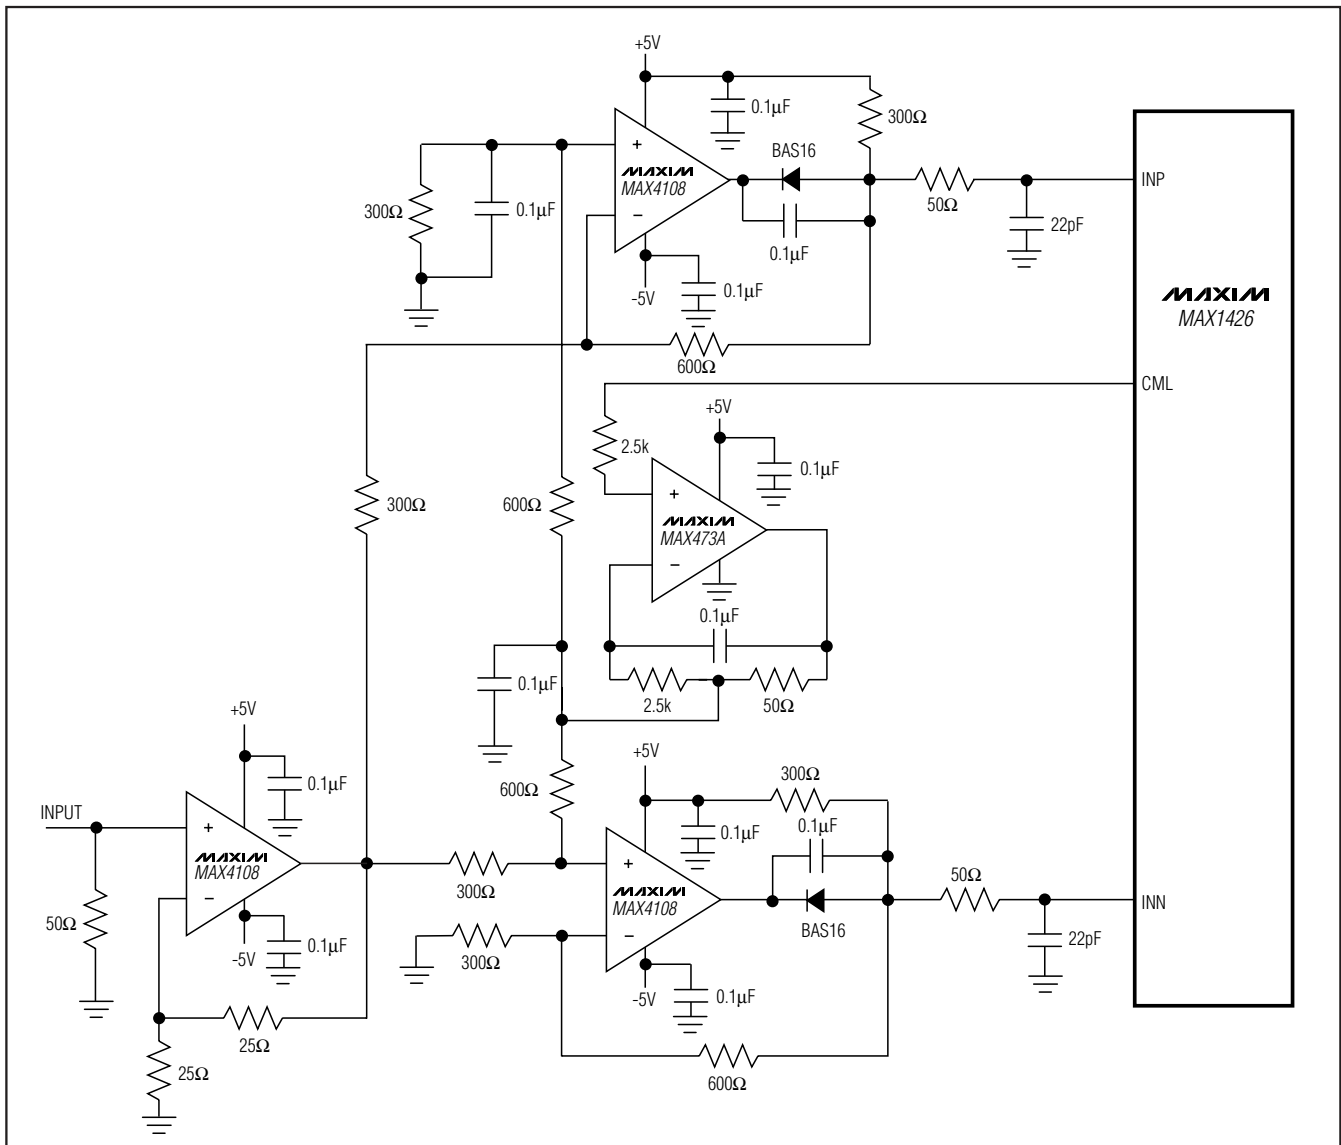 +5V
0.1µF
300Ω
BAS16
+
MAXIM
MAX4108
INP
300Ω
0.1µF
−
50Ω
22pF
0.1µF
-5V
0.1µF
MAXIM
MAX1426
600Ω
CML
+5V
2.5k
0.1µF
+
300Ω
600Ω
MAXIM
MAX473A
−
0.1µF
0.1µF
2.5k
50Ω
+5V
+5V
0.1µF
600Ω
300Ω
INPUT
0.1µF
0.1µF
+
MAXIM
MAX4108
300Ω
+
MAXIM
MAX4108
50Ω
−
BAS16
INN
50Ω
-5V
0.1µF
300Ω
−
22pF
-5V
0.1µF
25Ω
25Ω
600Ω